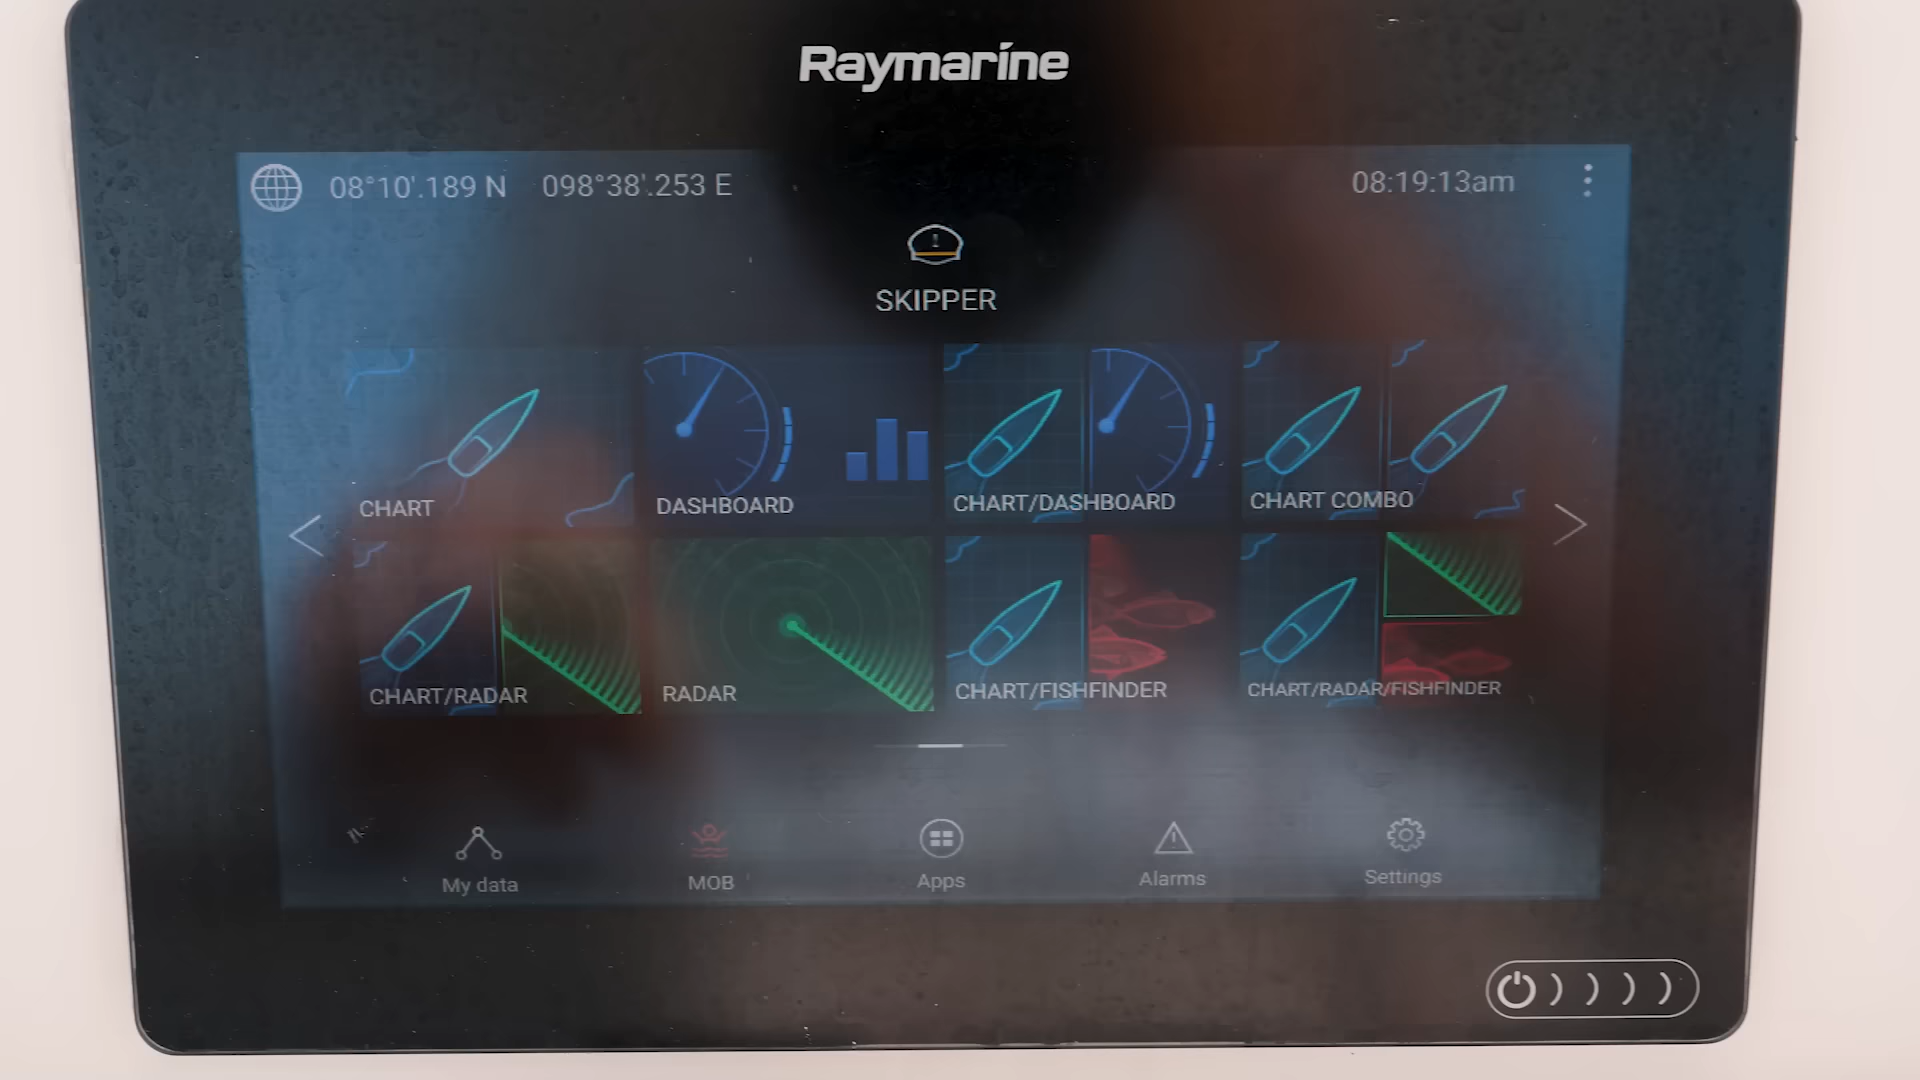 Raymarine
08°10'.189 N 098°38'.253 E 08:19:13am
SKIPPER
CHART DASHBOARD CHART/DASHBOARD CHART COMBO
CHART/RADAR RADAR CHART/FISHFINDER CHART/RADAR/FISHFINDER
My data MOB Apps Alarms Settings